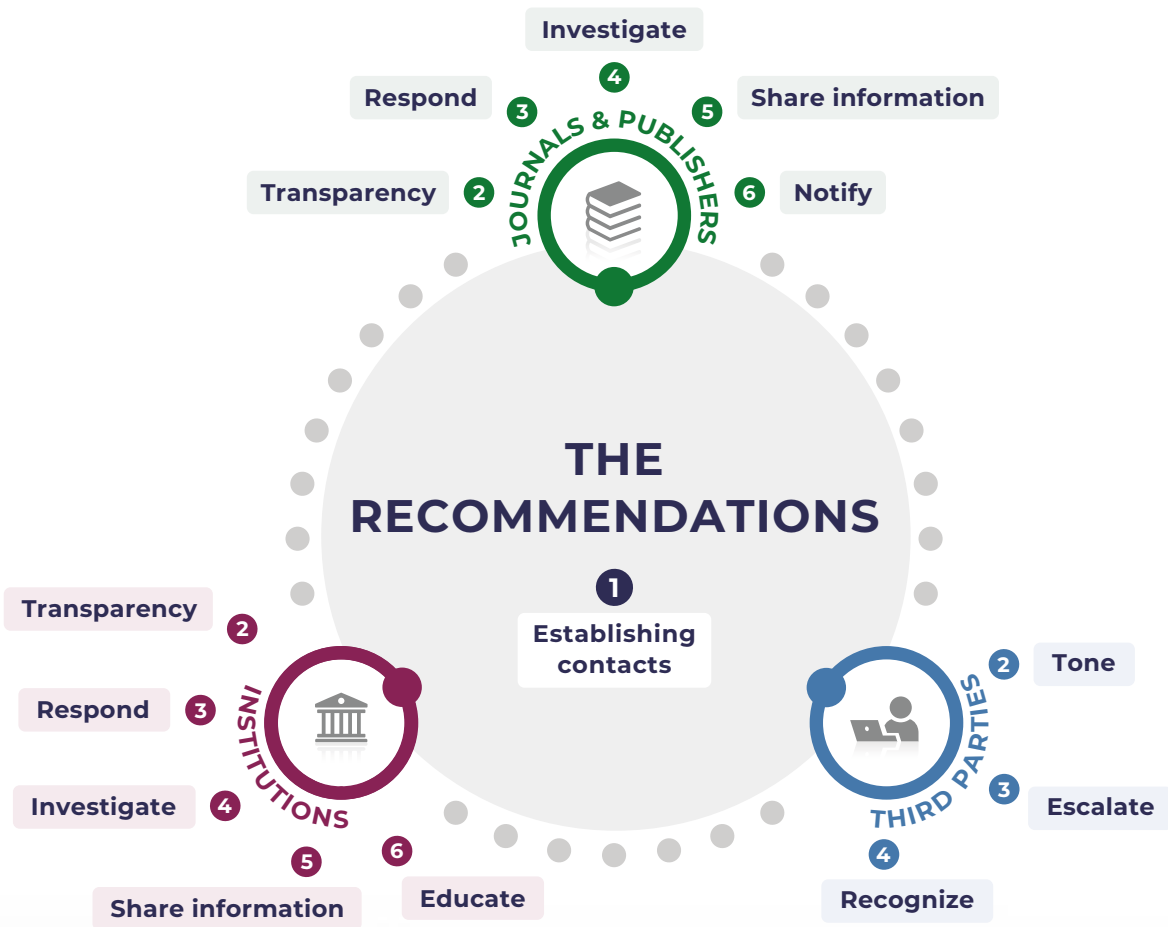 Investigate
4
Respond
3
5
Share information
JOURNALS & PUBLISHERS
Transparency
2
6
Notify
THE
RECOMMENDATIONS
1
Establishing
contacts
Transparency
2
Respond
3
INSTITUTIONS
Investigate
4
5
Share information
6
Educate
2
Tone
THIRD PARTIES
3
Escalate
4
Recognize